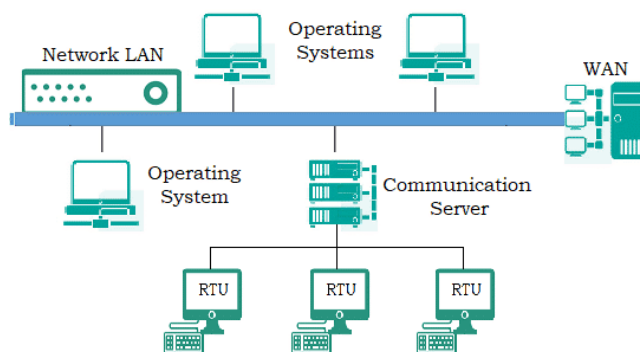 Network LAN
Operating
Systems
WAN
Operating
System
Communication
Server
RTU
RTU
RTU